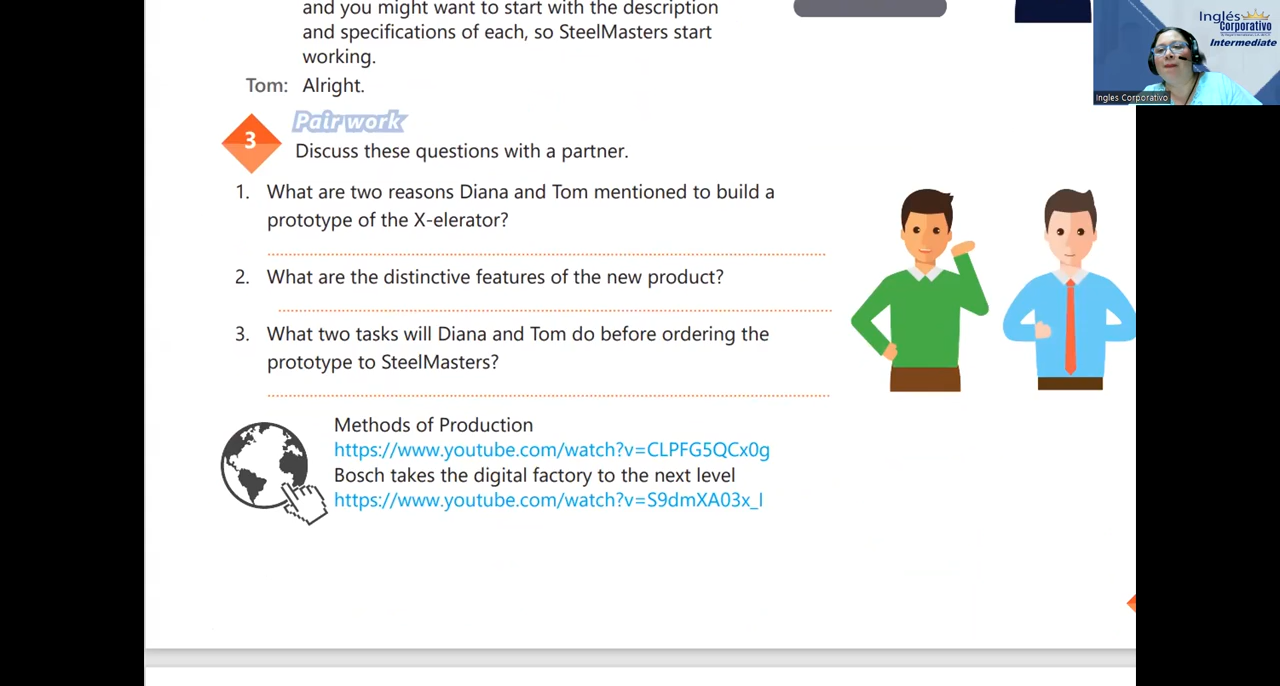 and you might want to start with the description
and specifications of each, so SteelMasters start
working.
Tom: Alright.
3
Pair work
Discuss these questions with a partner.
1. What are two reasons Diana and Tom mentioned to build a
prototype of the X-elerator?
2. What are the distinctive features of the new product?
3. What two tasks will Diana and Tom do before ordering the
prototype to SteelMasters?
Methods of Production
https://www.youtube.com/watch?v=CLPFG5QCx0g
Bosch takes the digital factory to the next level
https://www.youtube.com/watch?v=S9dmXA03x_I
Inglés
Corporativo
Intermediate
Ingles Corporativo